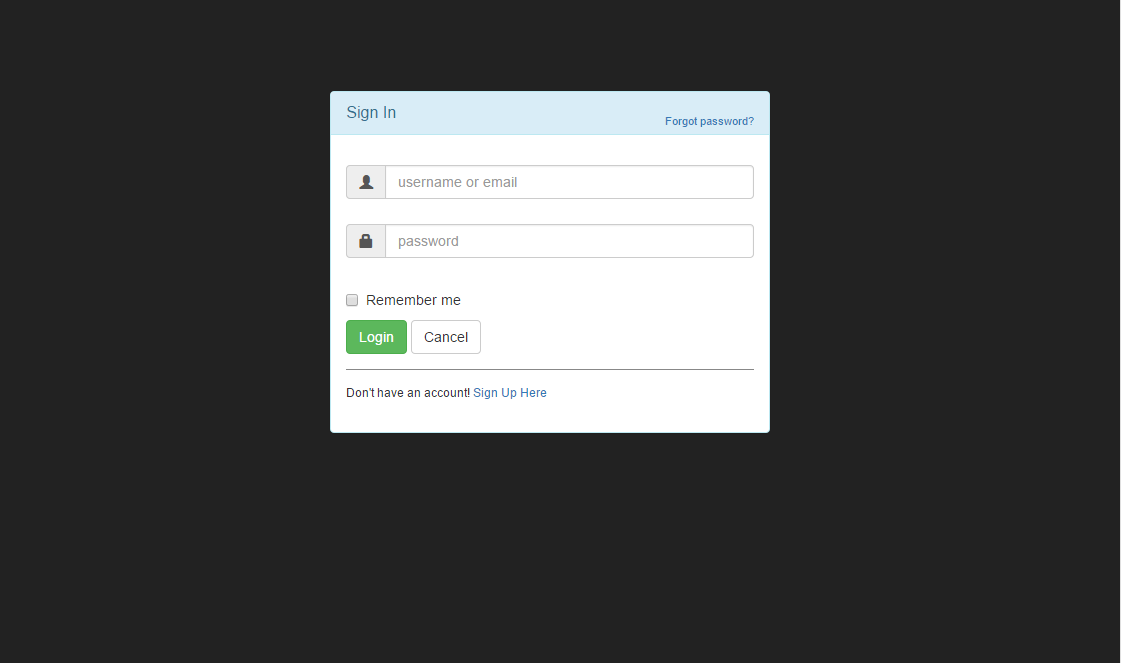 Sign In
Forgot password?
username or email
password
Remember me
Login Cancel
Don't have an account! Sign Up Here